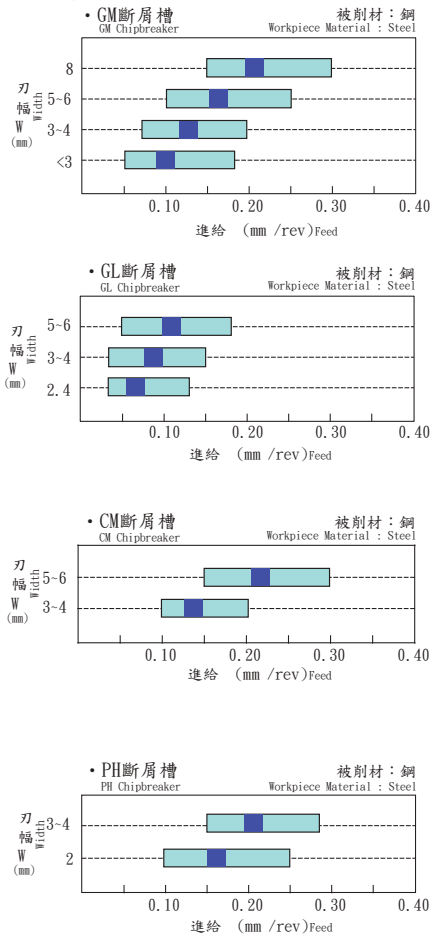 ・GM斷屑槽 被削材：鋼
GM Chipbreaker Workpiece Material : Steel
8
5~6
3~4
<3
刃幅W(mm)
Width
0.10 0.20 0.30 0.40
進給 (mm /rev)Feed
・GL斷屑槽 被削材：鋼
GL Chipbreaker Workpiece Material : Steel
5~6
3~4
2.4
刃幅W(mm)
Width
0.10 0.20 0.30 0.40
進給 (mm /rev)Feed
・CM斷屑槽 被削材：鋼
CM Chipbreaker Workpiece Material : Steel
5~6
3~4
刃幅W(mm)
Width
0.10 0.20 0.30 0.40
進給 (mm /rev)Feed
・PH斷屑槽 被削材：鋼
PH Chipbreaker Workpiece Material : Steel
3~4
2
刃幅W(mm)
Width
0.10 0.20 0.30 0.40
進給 (mm /rev)Feed